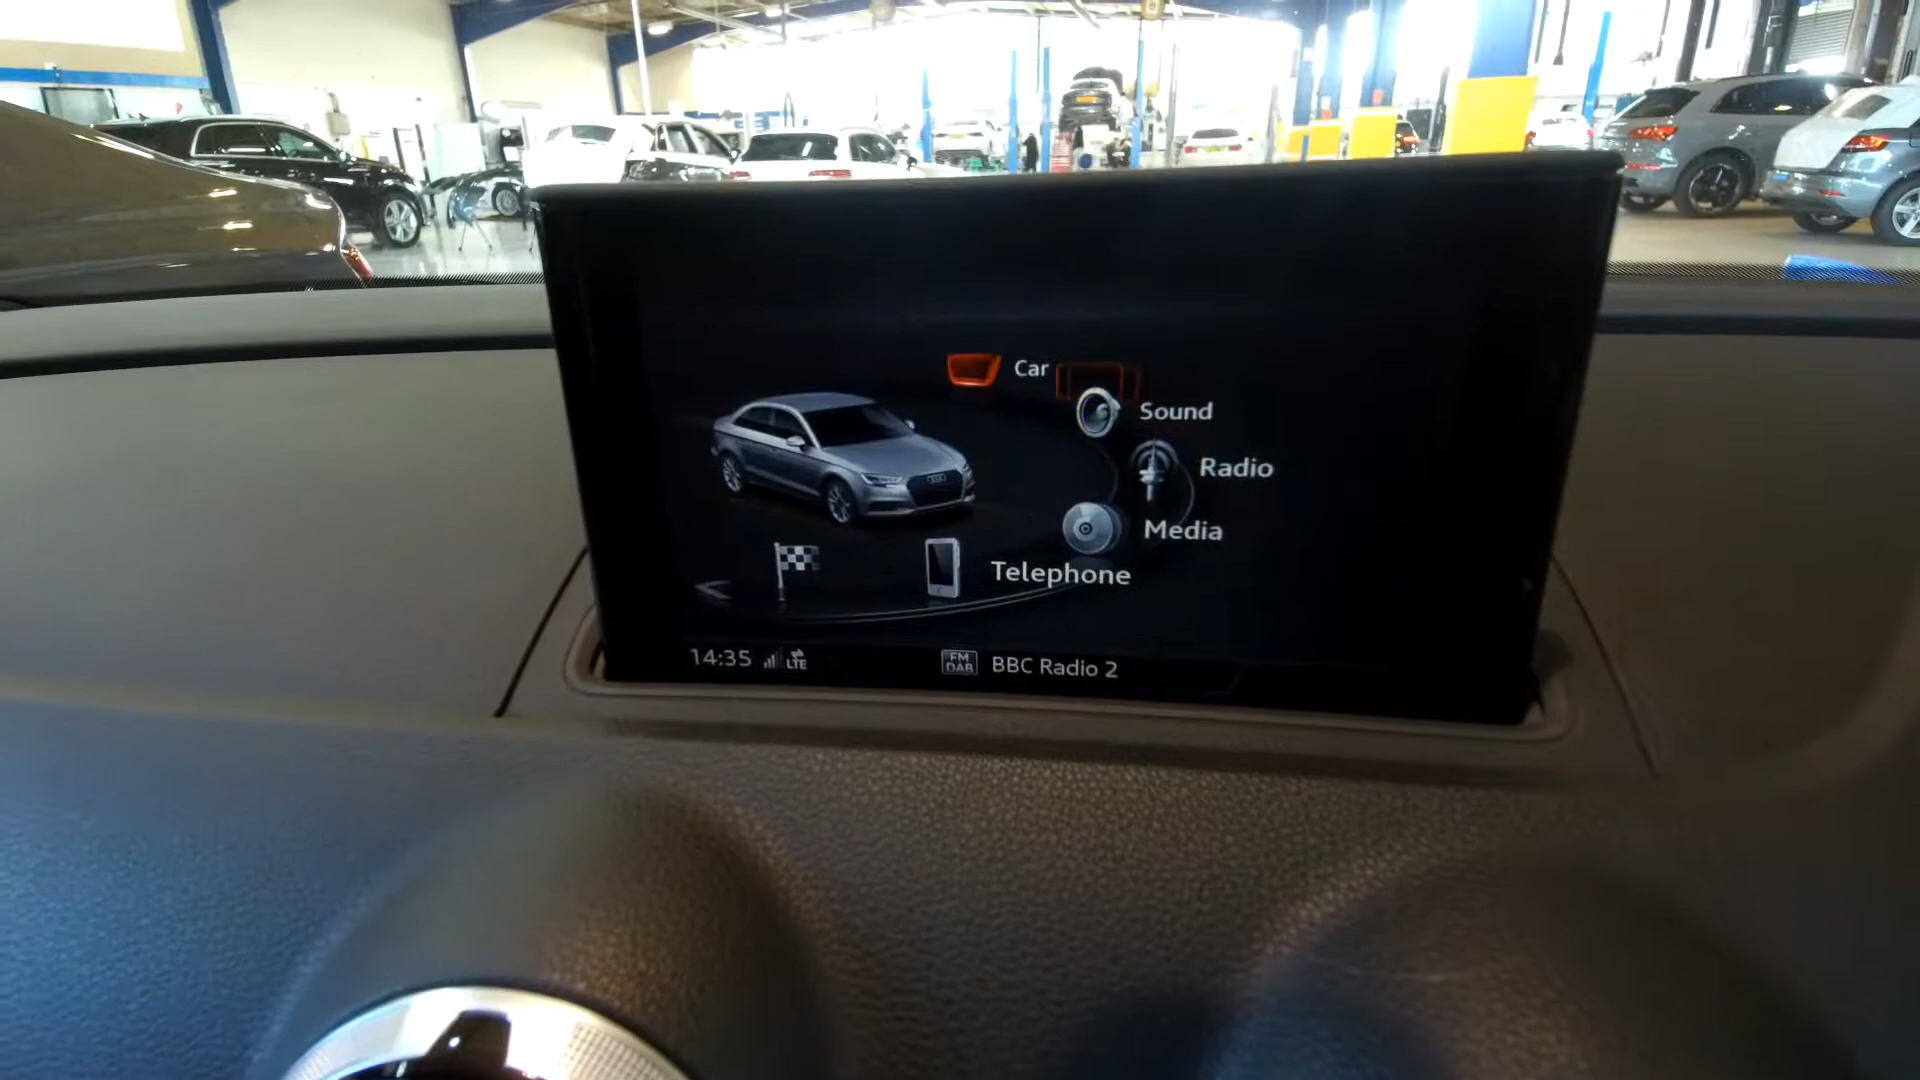 Car
Sound
Radio
Media
Telephone
14:35 LTE FM DAB BBC Radio 2